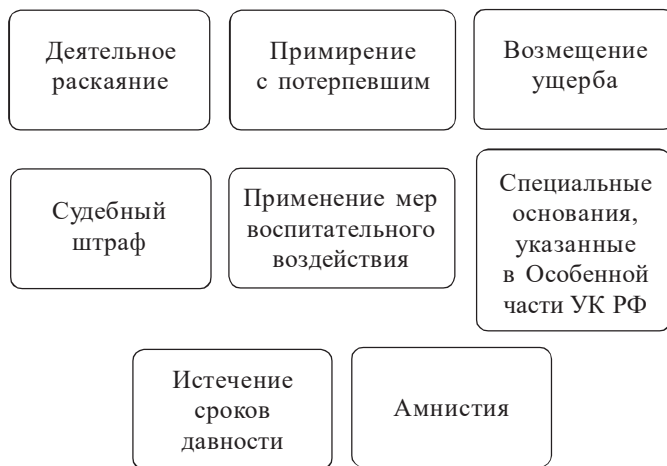 Деятельное
раскаяние
Примирение
с потерпевшим
Возмещение
ущерба
Судебный
штраф
Применение мер
воспитательного
воздействия
Специальные
основания,
указанные
в Особенной
части УК РФ
Истечение
сроков
давности
Амнистия